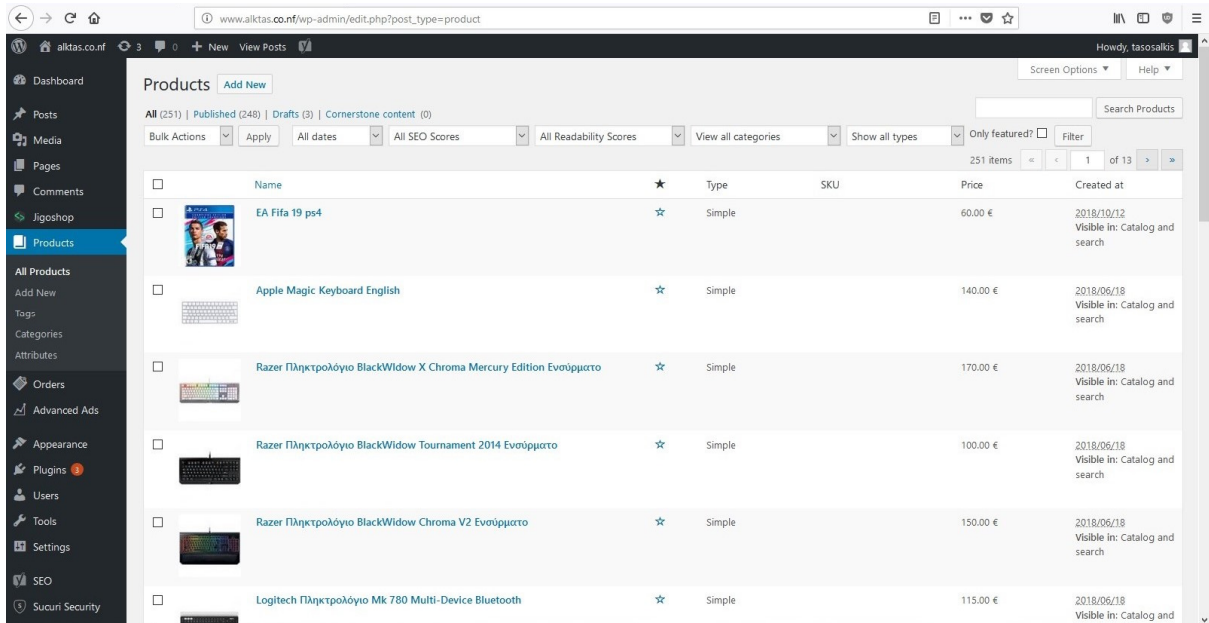 www.alktas.co.nf/wp-admin/edit.php?post_type=product
alktas.co.nf 3 0 + New View Posts Howdy, tasosalkis
Screen Options Help
Dashboard
Posts
Media
Pages
Comments
Jigoshop
Products
All Products
Add New
Tags
Categories
Attributes
Orders
Advanced Ads
Appearance
Plugins 3
Users
Tools
Settings
SEO
Sucuri Security
Products Add New
All (251) | Published (248) | Drafts (3) | Cornerstone content (0)
Search Products
Bulk Actions Apply All dates All SEO Scores All Readability Scores View all categories Show all types Only featured? Filter
251 items « ‹ 1 of 13 › »
Name ★ Type SKU Price Created at
EA Fifa 19 ps4 Simple 60.00 € 2018/10/12
Visible in: Catalog and
search
Apple Magic Keyboard English Simple 140.00 € 2018/06/18
Visible in: Catalog and
search
Razer Πληκτρολόγιο BlackWIdow X Chroma Mercury Edition Ενσύρματο Simple 170.00 € 2018/06/18
Visible in: Catalog and
search
Razer Πληκτρολόγιο BlackWidow Tournament 2014 Ενσύρματο Simple 100.00 € 2018/06/18
Visible in: Catalog and
search
Razer Πληκτρολόγιο BlackWidow Chroma V2 Ενσύρματο Simple 150.00 € 2018/06/18
Visible in: Catalog and
search
Logitech Πληκτρολόγιο Mk 780 Multi-Device Bluetooth Simple 115.00 € 2018/06/18
Visible in: Catalog and